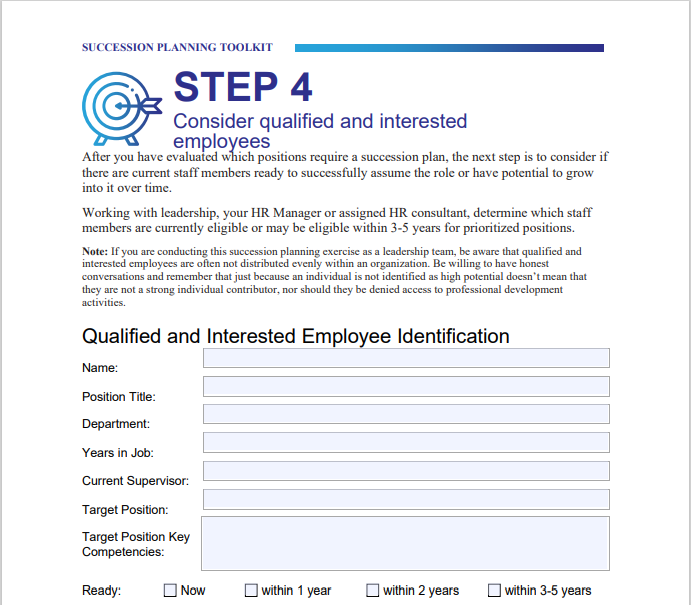 SUCCESSION PLANNING TOOLKIT
STEP 4
Consider qualified and interested
employees
After you have evaluated which positions require a succession plan, the next step is to consider if
there are current staff members ready to successfully assume the role or have potential to grow
into it over time.
Working with leadership, your HR Manager or assigned HR consultant, determine which staff
members are currently eligible or may be eligible within 3-5 years for prioritized positions.
Note: If you are conducting this succession planning exercise as a leadership team, be aware that qualified and
interested employees are often not distributed evenly within an organization. Be willing to have honest
conversations and remember that just because an individual is not identified as high potential doesn’t mean that
they are not a strong individual contributor, nor should they be denied access to professional development
activities.
Qualified and Interested Employee Identification
Name:
Position Title:
Department:
Years in Job:
Current Supervisor:
Target Position:
Target Position Key
Competencies:
Ready: Now within 1 year within 2 years within 3-5 years